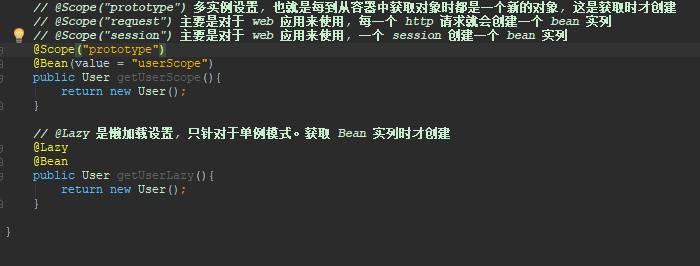 // @Scope("prototype") 多实例设置，也就是每到从容器中获取对象时都是一个新的对象，这是获取时才创建
// @Scope("request") 主要是对于 web 应用来使用，每一个 http 请求就会创建一个 bean 实列
// @Scope("session") 主要是对于 web 应用来使用，一个 session 创建一个 bean 实列
@Scope("prototype")
@Bean(value = "userScope")
public User getUserScope(){
return new User();
}
// @Lazy 是懒加载设置，只针对于单例模式。获取 Bean 实列时才创建
@Lazy
@Bean
public User getUserLazy(){
return new User();
}
}